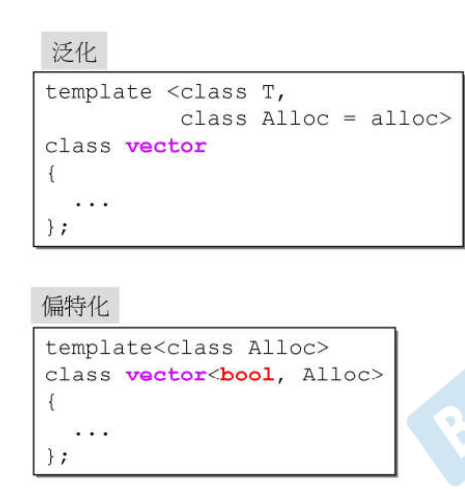 泛化
template <class T,
          class Alloc = alloc>
class vector
{
  ...
};
偏特化
template<class Alloc>
class vector<bool, Alloc>
{
  ...
};
B